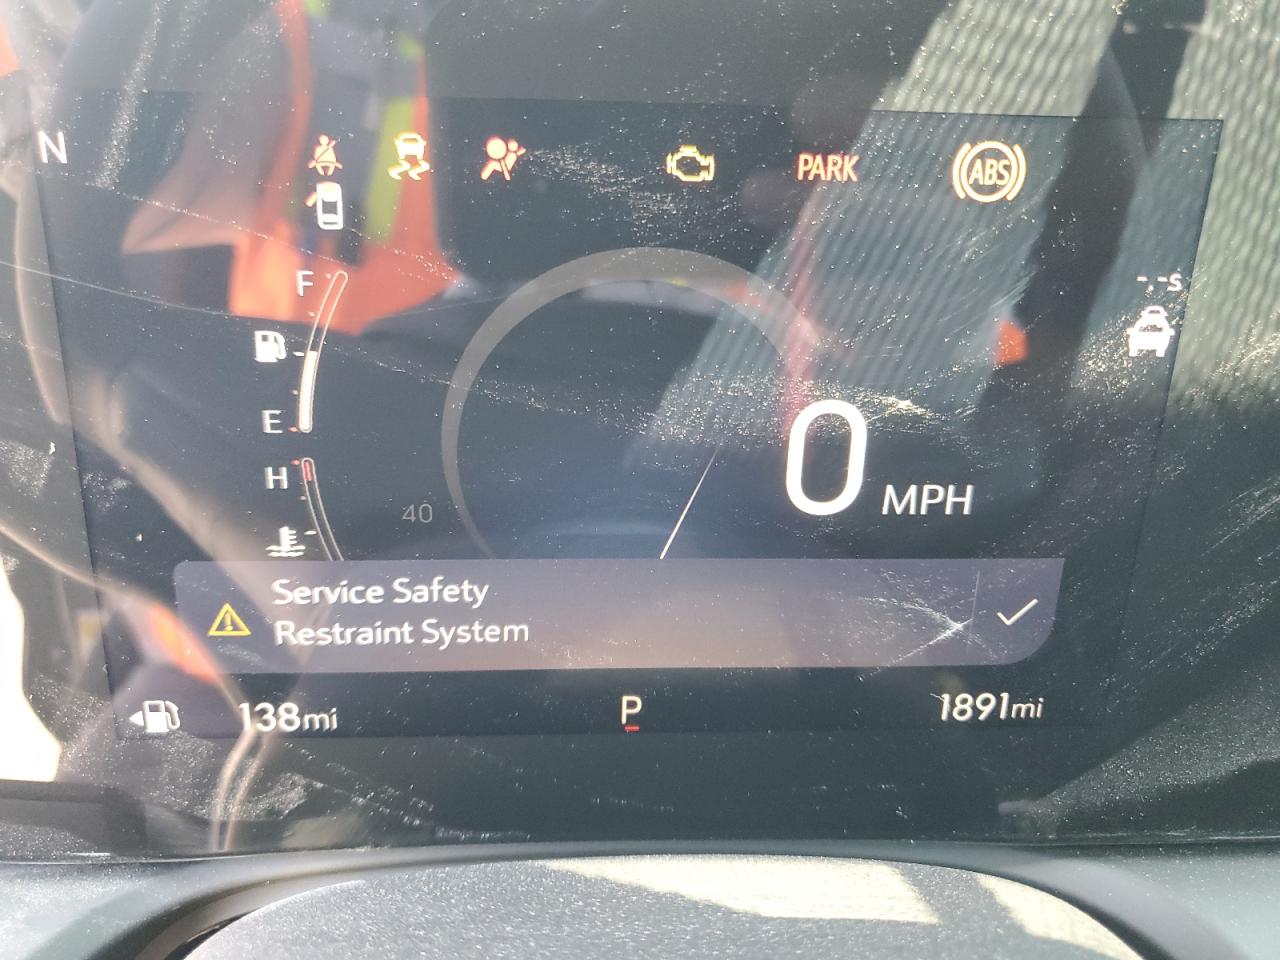 N
PARK
ABS
F
-.-s
E
H
40
0 MPH
Service Safety
Restraint System
138mi
P
1891mi